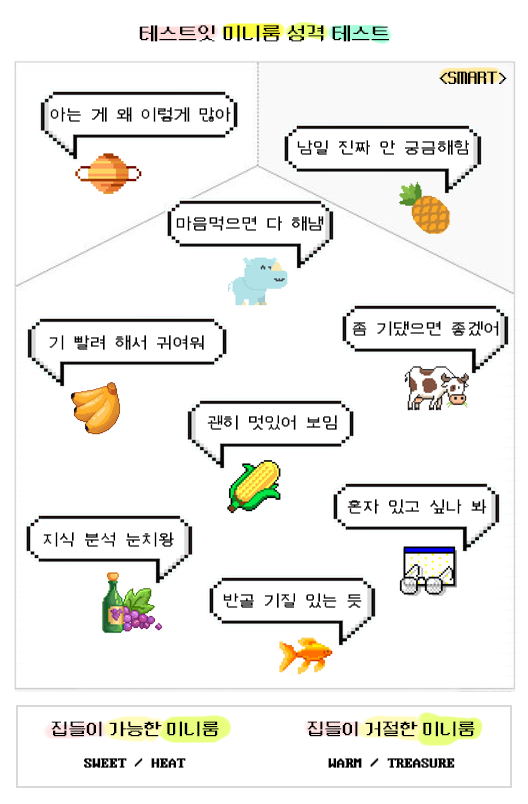 테스트잇 미니룸 성격 테스트
<SMART>
아는 게 왜 이렇게 많아
남일 진짜 안 궁금해함
마음먹으면 다 해냄
기 빨려 해서 귀여워
좀 기댔으면 좋겠어
괜히 멋있어 보임
혼자 있고 싶나 봐
지식 분석 눈치왕
반골 기질 있는 듯
집들이 가능한 미니룸
SWEET / HEAT
집들이 거절한 미니룸
WARM / TREASURE